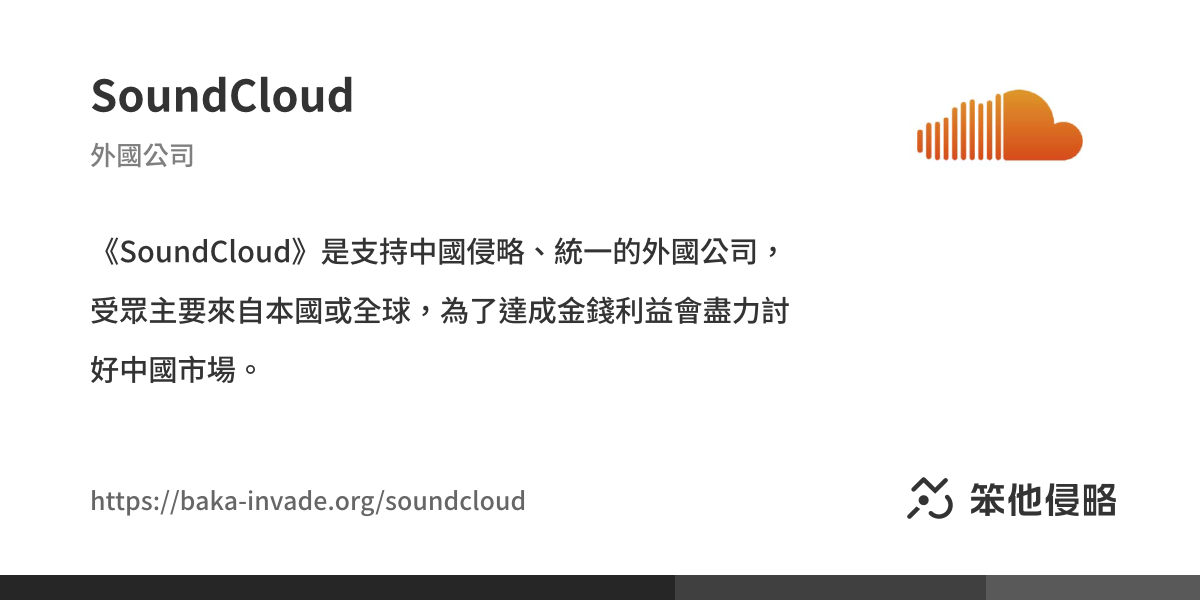 SoundCloud
外國公司
《SoundCloud》是支持中國侵略、統一的外國公司，
受眾主要來自本國或全球，為了達成金錢利益會盡力討
好中國市場。
https://baka-invade.org/soundcloud
笨他侵略